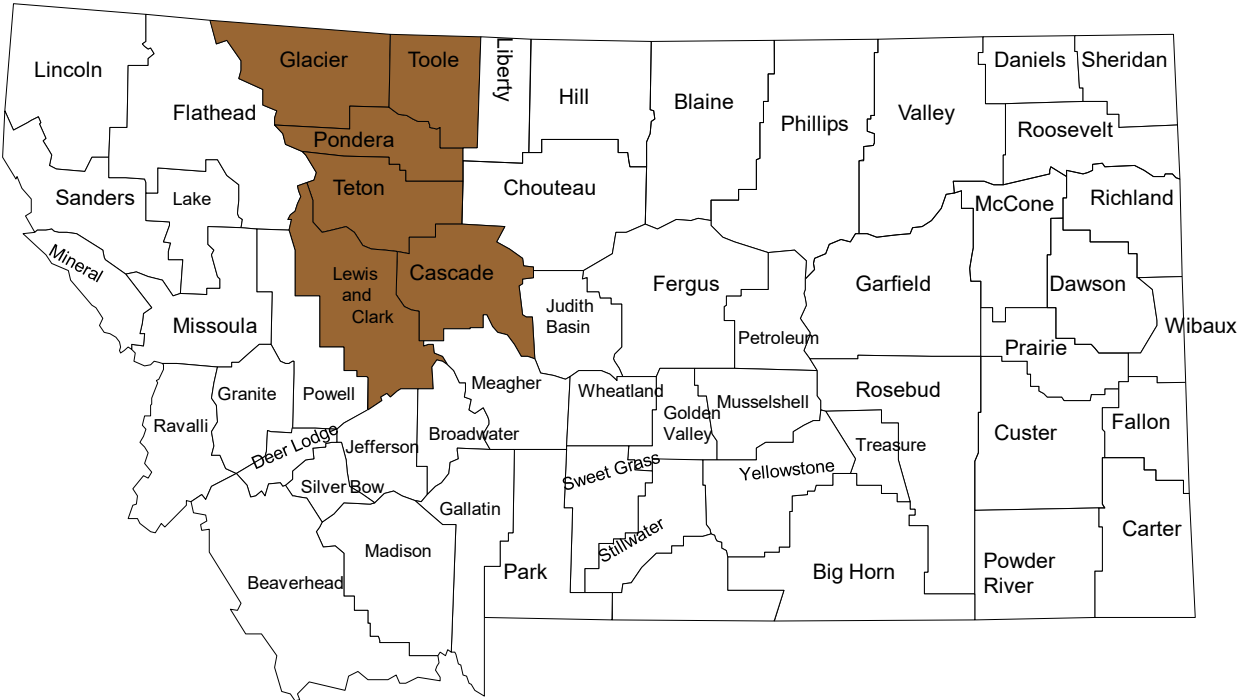 Lincoln
Flathead
Glacier
Toole
Liberty
Hill
Blaine
Phillips
Valley
Daniels
Sheridan
Roosevelt
Pondera
Teton
Chouteau
Sanders
Lake
McCone
Richland
Mineral
Lewis
and
Clark
Cascade
Judith
Basin
Fergus
Petroleum
Garfield
Dawson
Wibaux
Missoula
Prairie
Granite
Powell
Meagher
Wheatland
Golden
Valley
Musselshell
Rosebud
Ravalli
Deer Lodge
Jefferson
Broadwater
Treasure
Custer
Fallon
Silver Bow
Gallatin
Sweet Grass
Yellowstone
Stillwater
Madison
Beaverhead
Park
Big Horn
Powder
River
Carter